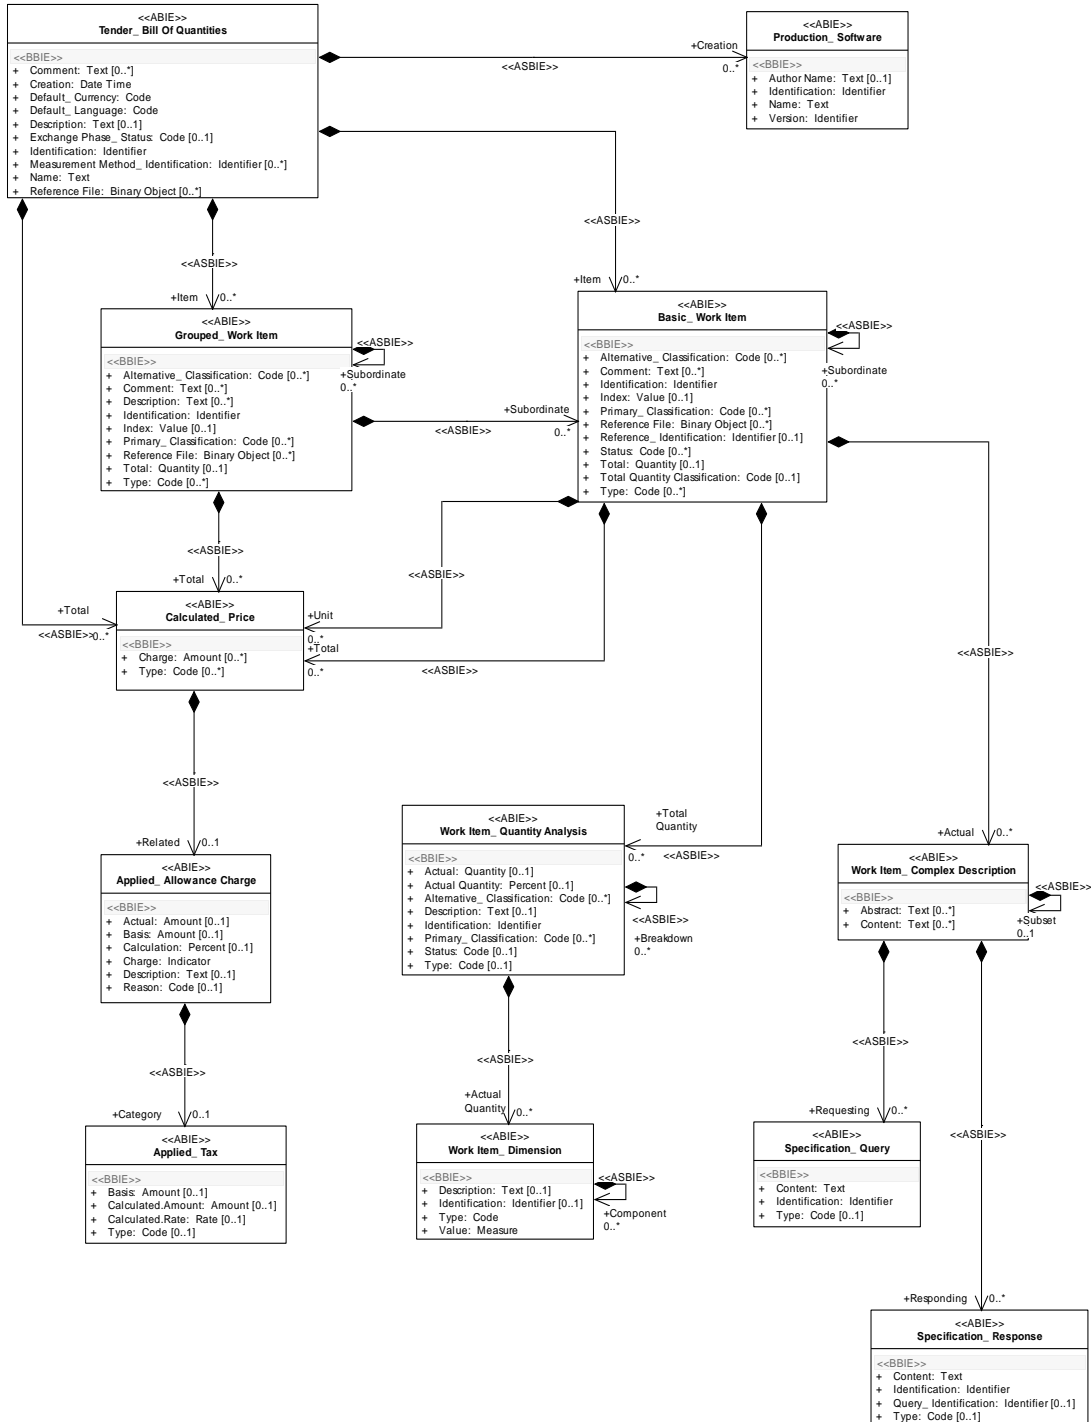 <<ABIE>>
Tender_ Bill Of Quantities
<<BBIE>>
+ Comment: Text [0..*]
+ Creation: Date Time
+ Default_ Currency: Code
+ Default_ Language: Code
+ Description: Text [0..1]
+ Exchange Phase_ Status: Code [0..1]
+ Identification: Identifier
+ Measurement Method_ Identification: Identifier [0..*]
+ Name: Text
+ Reference File: Binary Object [0..*]
+Creation
0..*
<<ASBIE>>
<<ABIE>>
Production_ Software
<<BBIE>>
+ Author Name: Text [0..1]
+ Identification: Identifier
+ Name: Text
+ Version: Identifier
<<ASBIE>>
+Item 0..*
<<ASBIE>>
+Item 0..*
<<ABIE>>
Grouped_ Work Item
<<BBIE>>
+ Alternative_ Classification: Code [0..*]
+ Comment: Text [0..*]
+ Description: Text [0..*]
+ Identification: Identifier
+ Index: Value [0..1]
+ Primary_ Classification: Code [0..*]
+ Reference File: Binary Object [0..*]
+ Total: Quantity [0..1]
+ Type: Code [0..*]
<<ASBIE>>
+Subordinate
0..*
+Subordinate
0..*
<<ASBIE>>
<<ABIE>>
Basic_ Work Item
<<BBIE>>
+ Alternative_ Classification: Code [0..*]
+ Comment: Text [0..*]
+ Identification: Identifier
+ Index: Value [0..1]
+ Primary_ Classification: Code [0..*]
+ Reference File: Binary Object [0..*]
+ Reference_ Identification: Identifier [0..1]
+ Status: Code [0..*]
+ Total: Quantity [0..1]
+ Total Quantity Classification: Code [0..1]
+ Type: Code [0..*]
<<ASBIE>>
+Subordinate
0..*
<<ASBIE>>
+Total 0..*
<<ASBIE>>
+Total
<<ASBIE>>
0..*
<<ABIE>>
Calculated_ Price
<<BBIE>>
+ Charge: Amount [0..*]
+ Type: Code [0..*]
+Unit
0..*
+Total
0..*
<<ASBIE>>
<<ASBIE>>
<<ASBIE>>
+Related 0..1
<<ABIE>>
Applied_ Allowance Charge
<<BBIE>>
+ Actual: Amount [0..1]
+ Basis: Amount [0..1]
+ Calculation: Percent [0..1]
+ Charge: Indicator
+ Description: Text [0..1]
+ Reason: Code [0..1]
<<ASBIE>>
+Category 0..1
<<ABIE>>
Applied_ Tax
<<BBIE>>
+ Basis: Amount [0..1]
+ Calculated.Amount: Amount [0..1]
+ Calculated.Rate: Rate [0..1]
+ Type: Code [0..1]
+Total
Quantity
0..*
<<ASBIE>>
<<ABIE>>
Work Item_ Quantity Analysis
<<BBIE>>
+ Actual: Quantity [0..1]
+ Actual Quantity: Percent [0..1]
+ Alternative_ Classification: Code [0..*]
+ Description: Text [0..1]
+ Identification: Identifier
+ Primary_ Classification: Code [0..*]
+ Status: Code [0..1]
+ Type: Code [0..1]
<<ASBIE>>
+Breakdown
0..*
<<ASBIE>>
+Actual
Quantity 0..*
<<ABIE>>
Work Item_ Dimension
<<BBIE>>
+ Description: Text [0..1]
+ Identification: Identifier [0..1]
+ Type: Code
+ Value: Measure
<<ASBIE>>
+Component
0..*
+Actual 0..*
<<ABIE>>
Work Item_ Complex Description
<<BBIE>>
+ Abstract: Text [0..*]
+ Content: Text [0..*]
<<ASBIE>>
+Subset
0..1
<<ASBIE>>
+Requesting 0..*
<<ABIE>>
Specification_ Query
<<BBIE>>
+ Content: Text
+ Identification: Identifier
+ Type: Code [0..1]
<<ASBIE>>
+Responding 0..*
<<ABIE>>
Specification_ Response
<<BBIE>>
+ Content: Text
+ Identification: Identifier
+ Query_ Identification: Identifier [0..1]
+ Type: Code [0..1]